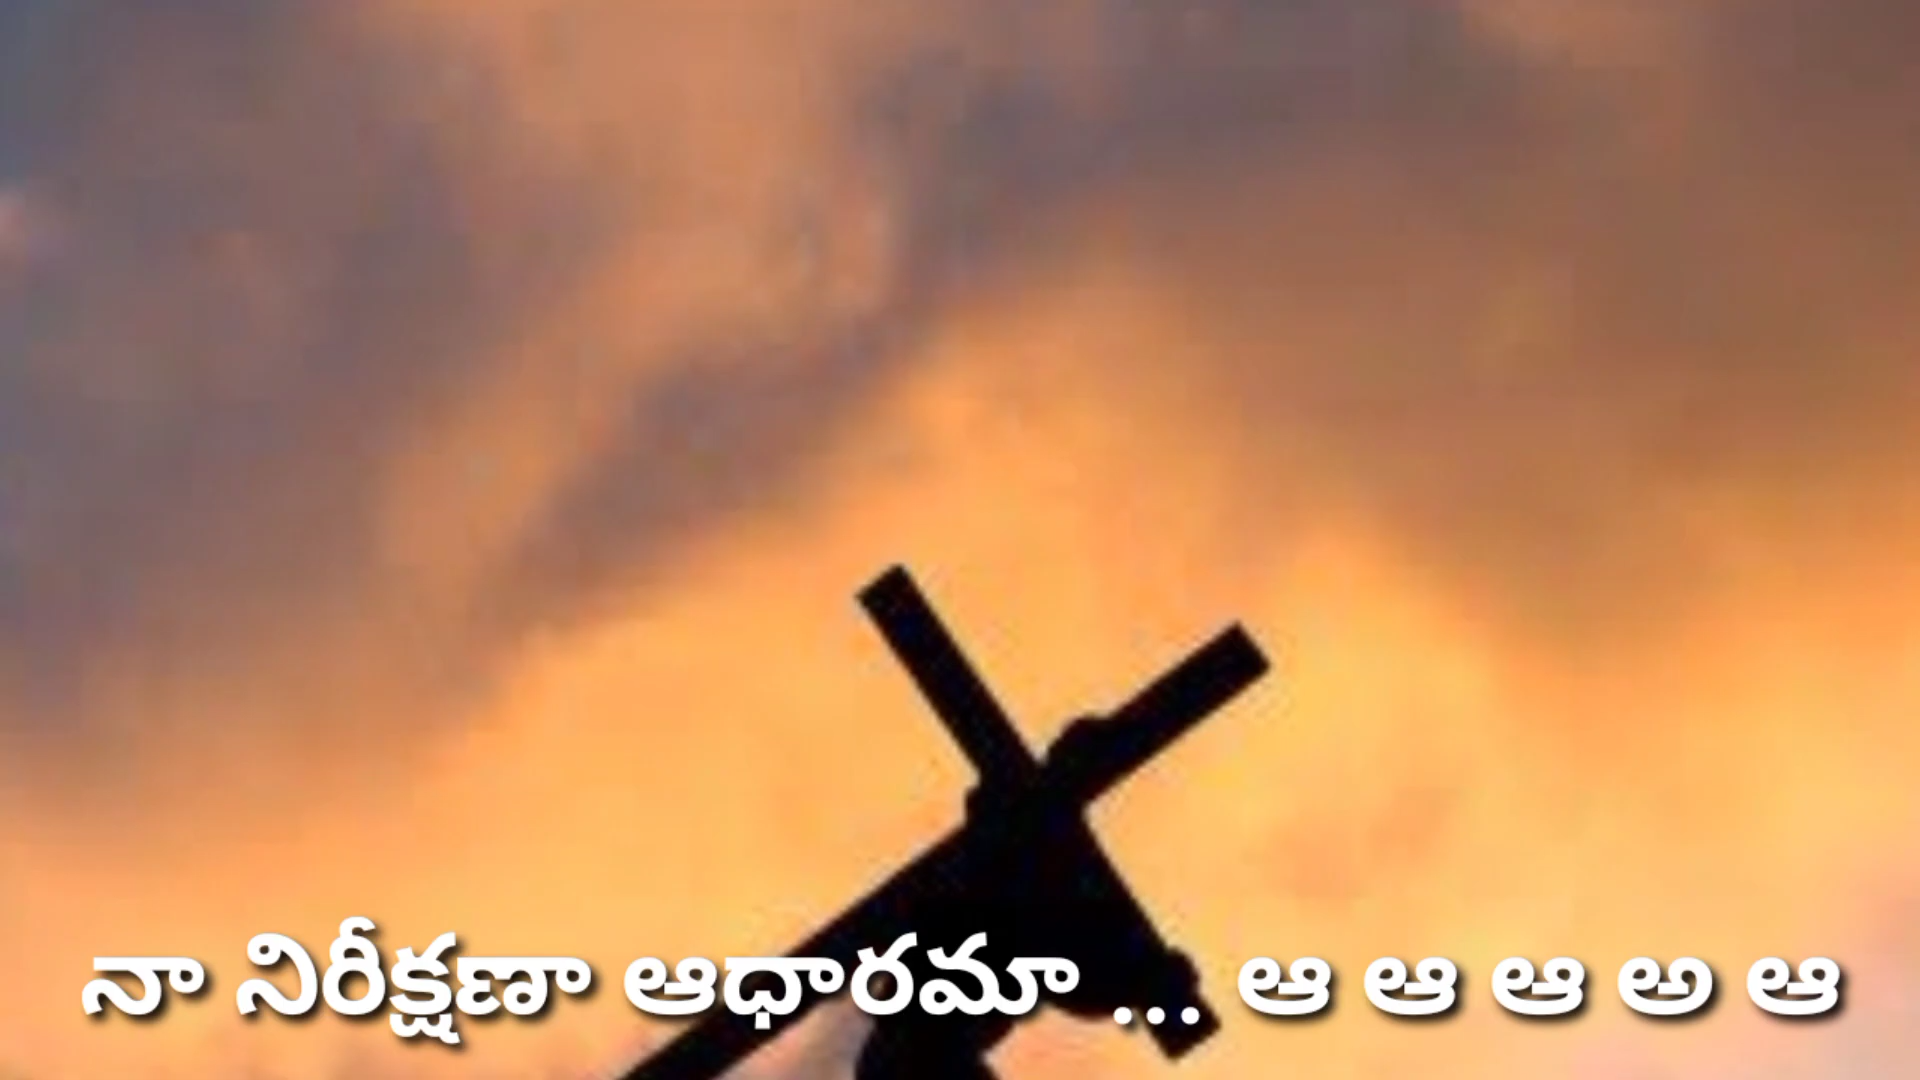 నా నిరీక్షణా ఆధారమా ... ఆ ఆ ఆ అ ఆ